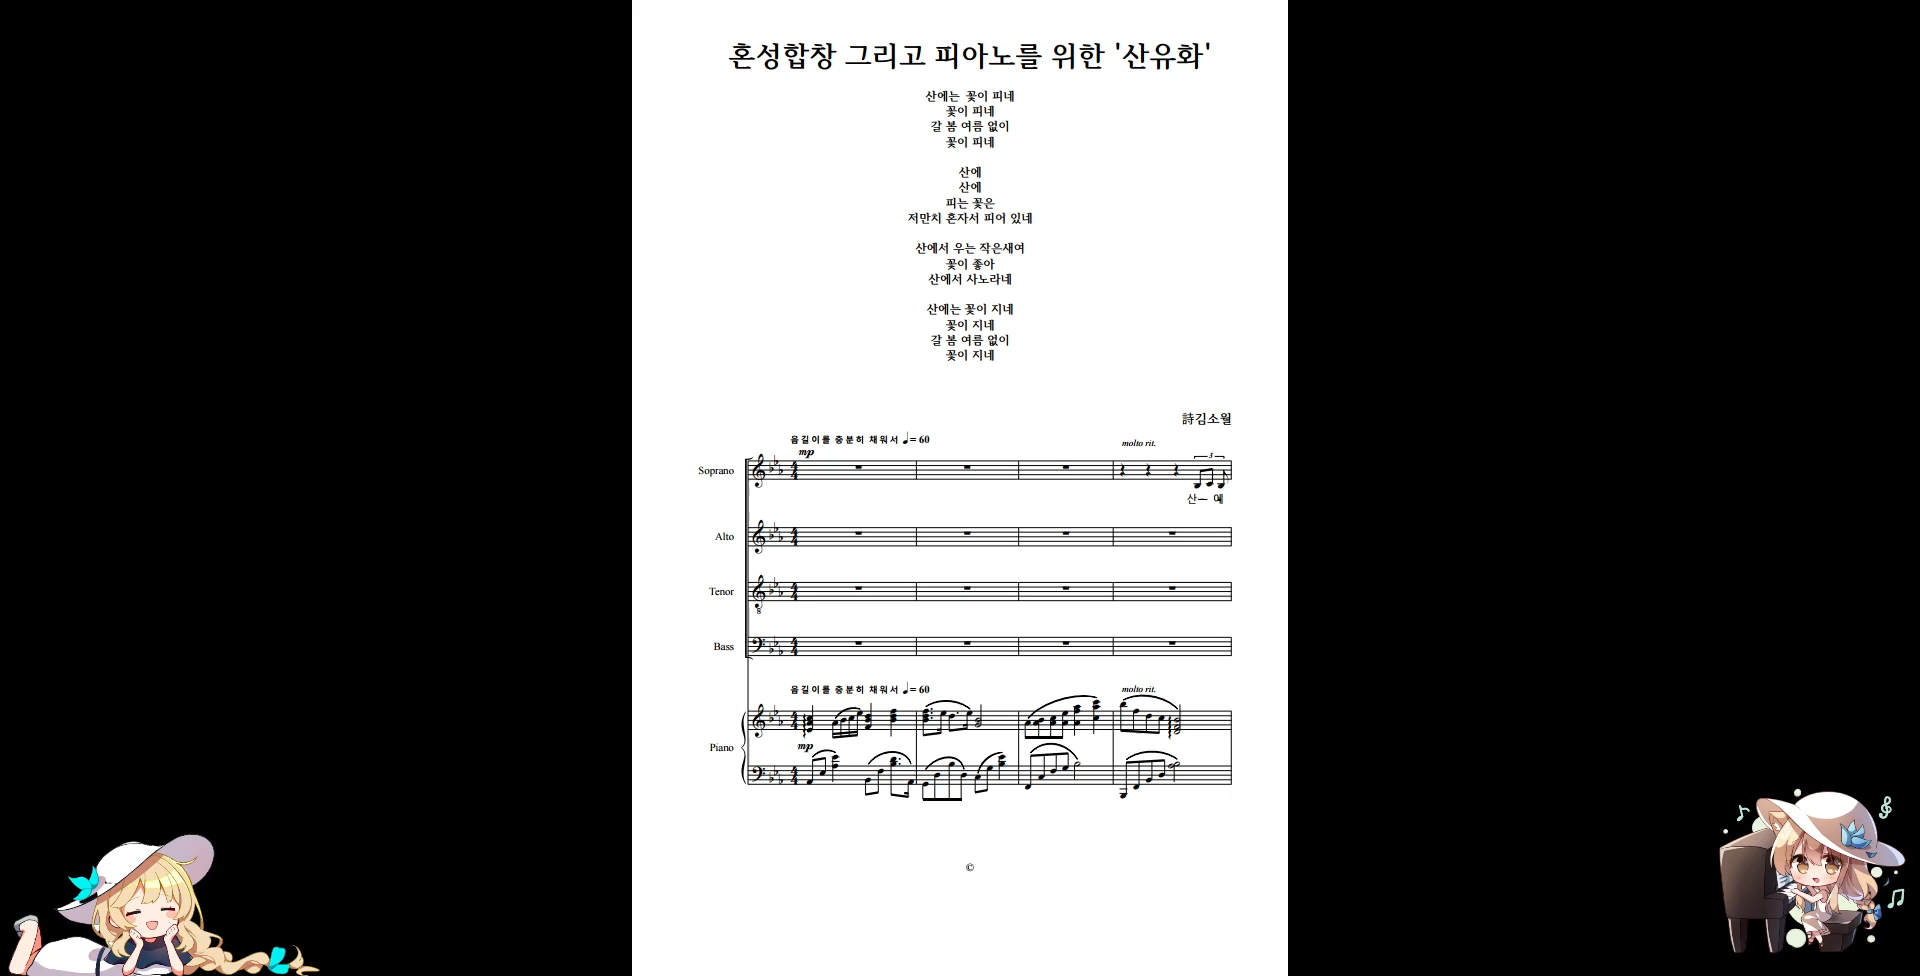 혼성합창 그리고 피아노를 위한 '산유화'
산에는 꽃이 피네
꽃이 피네
갈 봄 여름 없이
꽃이 피네
산에
산에
피는 꽃은
저만치 혼자서 피어 있네
산에서 우는 작은새여
꽃이 좋아
산에서 사노라네
산에는 꽃이 지네
꽃이 지네
갈 봄 여름 없이
꽃이 지네
詩김소월
음길이를 충분히 채워서 ♩= 60
molto rit.
mp
3
Soprano
산— 에
Alto
Tenor
8
Bass
음길이를 충분히 채워서 ♩= 60
molto rit.
Piano
mp
©